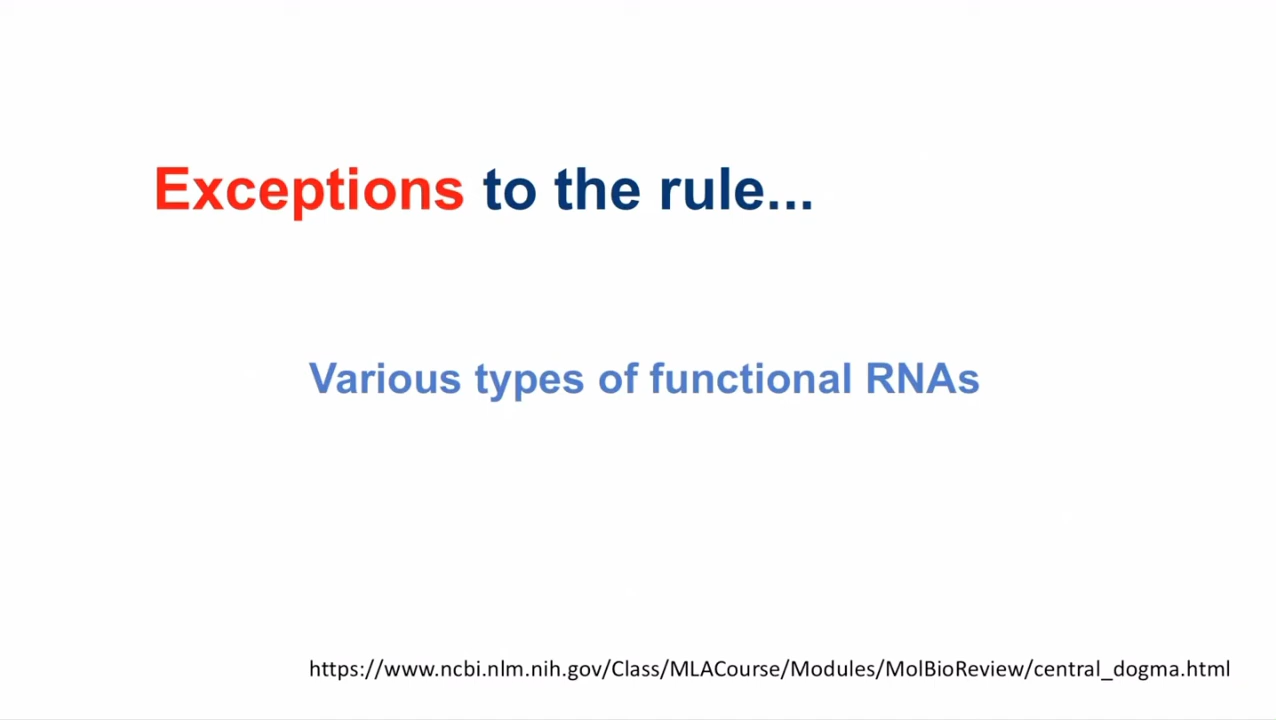 Exceptions to the rule...
Various types of functional RNAs
https://www.ncbi.nlm.nih.gov/Class/MLACourse/Modules/MolBioReview/central_dogma.html